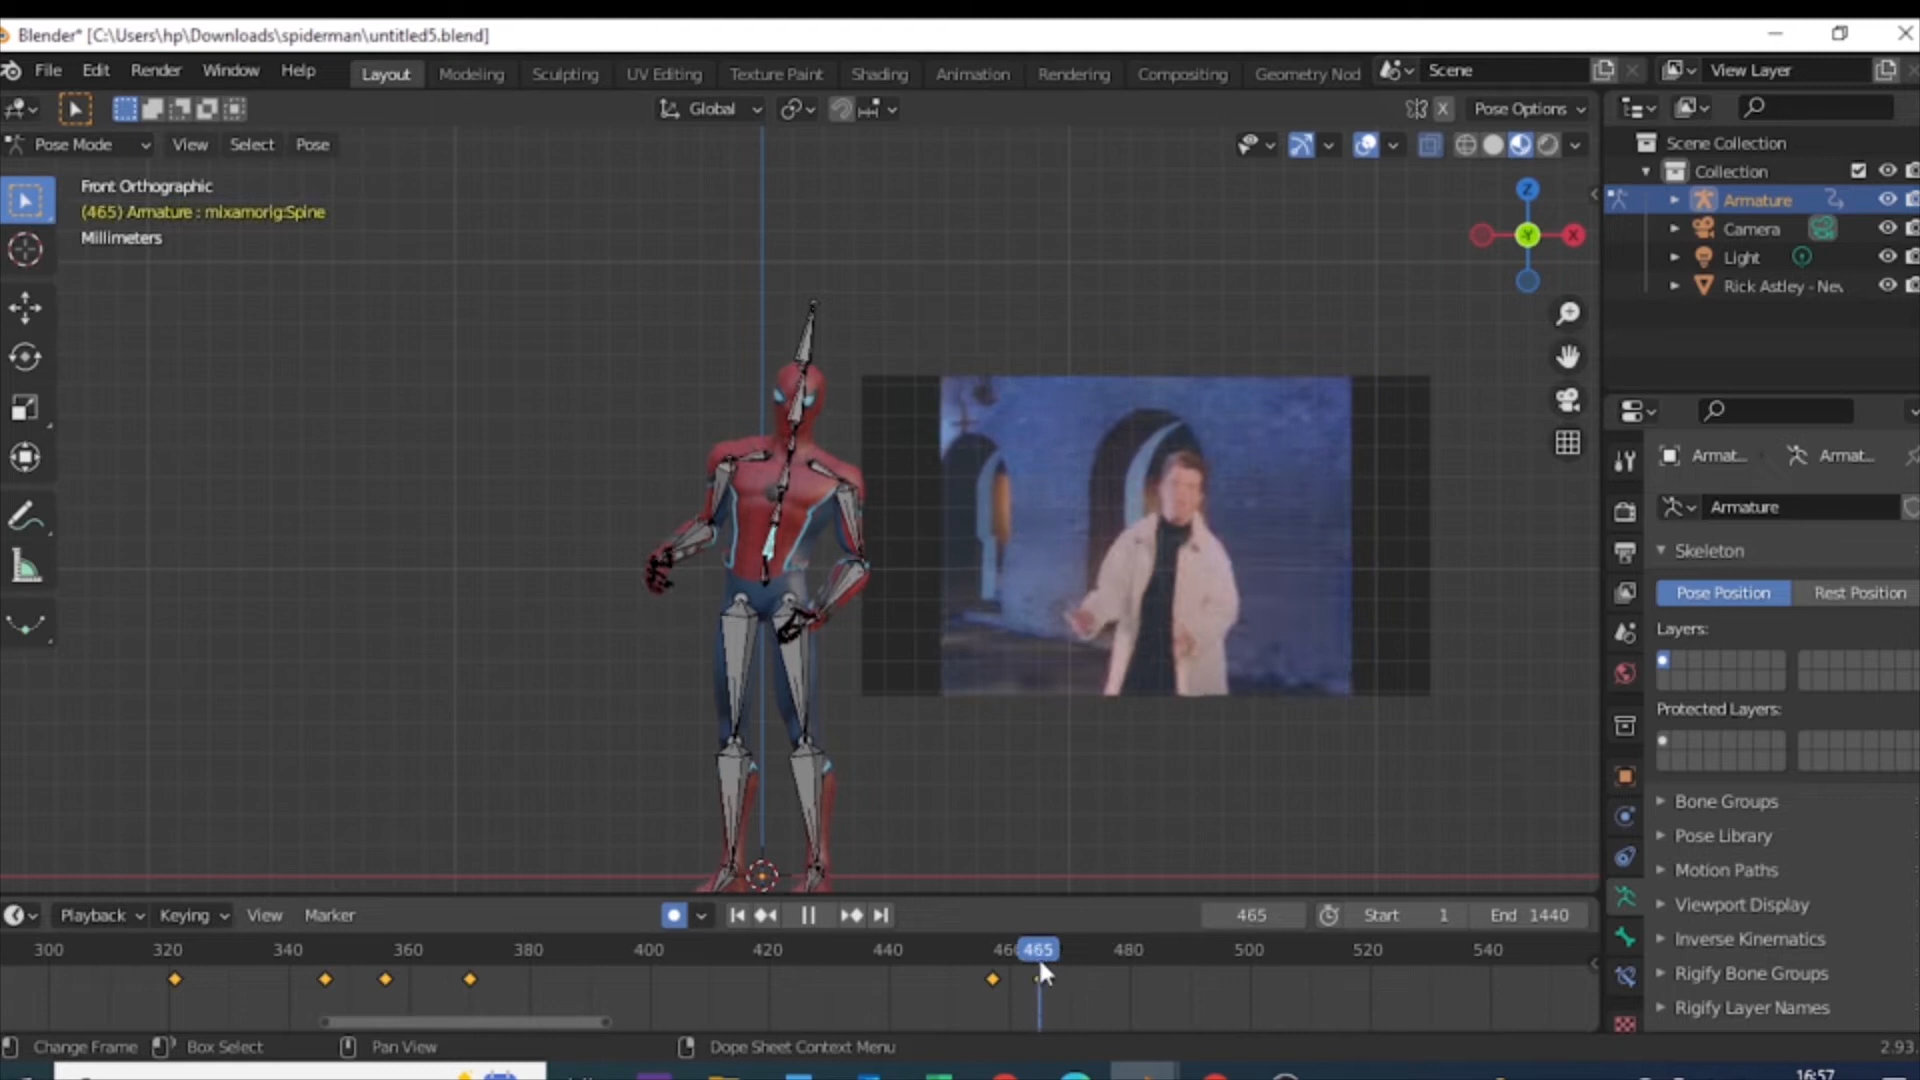 Blender* [C:\Users\hp\Downloads\spiderman\untitled5.blend]
File Edit Render Window Help Layout Modeling Sculpting UV Editing Texture Paint Shading Animation Rendering Compositing Geometry Nod Scene View Layer
Global X Pose Options
Pose Mode View Select Pose
Front Orthographic
(465) Armature : mixamorig:Spine
Millimeters
Z
Y
X
Scene Collection
Collection
Armature
Camera
Light
Rick Astley - Nev
Armat... Armat...
Armature
Skeleton
Pose Position Rest Position
Layers:
Protected Layers:
Bone Groups
Pose Library
Motion Paths
Viewport Display
Inverse Kinematics
Rigify Bone Groups
Rigify Layer Names
Playback Keying View Marker 465 Start 1 End 1440
300 320 340 360 380 400 420 440 465 480 500 520 540
Change Frame Box Select Pan View Dope Sheet Context Menu 2.93.
16:57